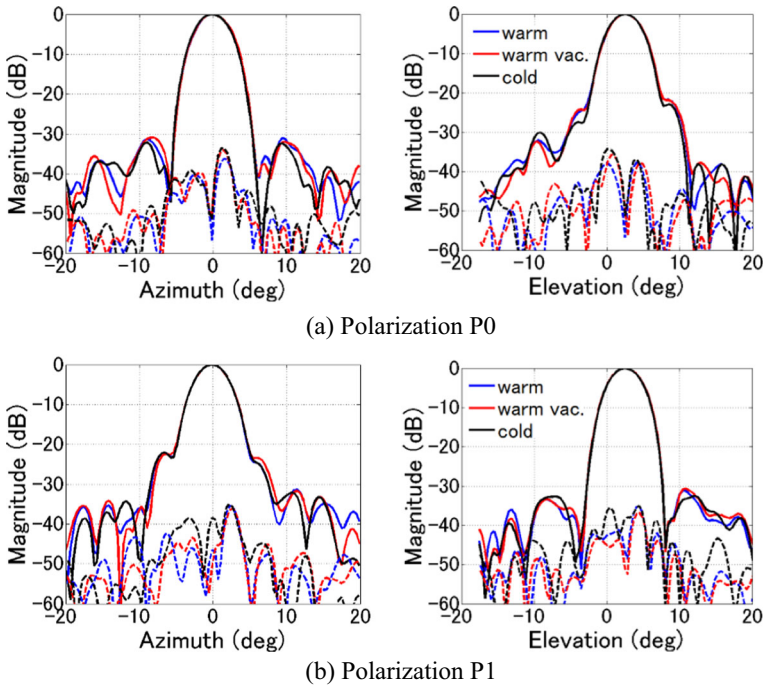 0
-10
-20
-30
-40
-50
-60
Magnitude (dB)
-20 -10 0 10 20
Azimuth (deg)
0
-10
-20
-30
-40
-50
-60
Magnitude (dB)
warm
warm vac.
cold
-20 -10 0 10 20
Elevation (deg)
(a) Polarization P0
0
-10
-20
-30
-40
-50
-60
Magnitude (dB)
-20 -10 0 10 20
Azimuth (deg)
0
-10
-20
-30
-40
-50
-60
Magnitude (dB)
warm
warm vac.
cold
-20 -10 0 10 20
Elevation (deg)
(b) Polarization P1